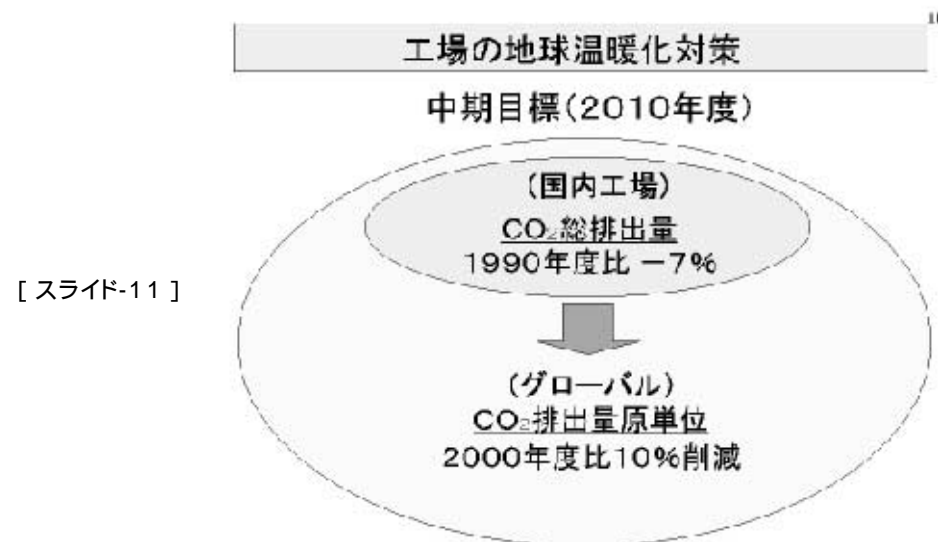 工場の地球温暖化対策
中期目標(2010年度)
(国内工場)
CO₂総排出量
1990年度比 －7%
[ スライド-11 ]
(グローバル)
CO₂排出量原単位
2000年度比10%削減